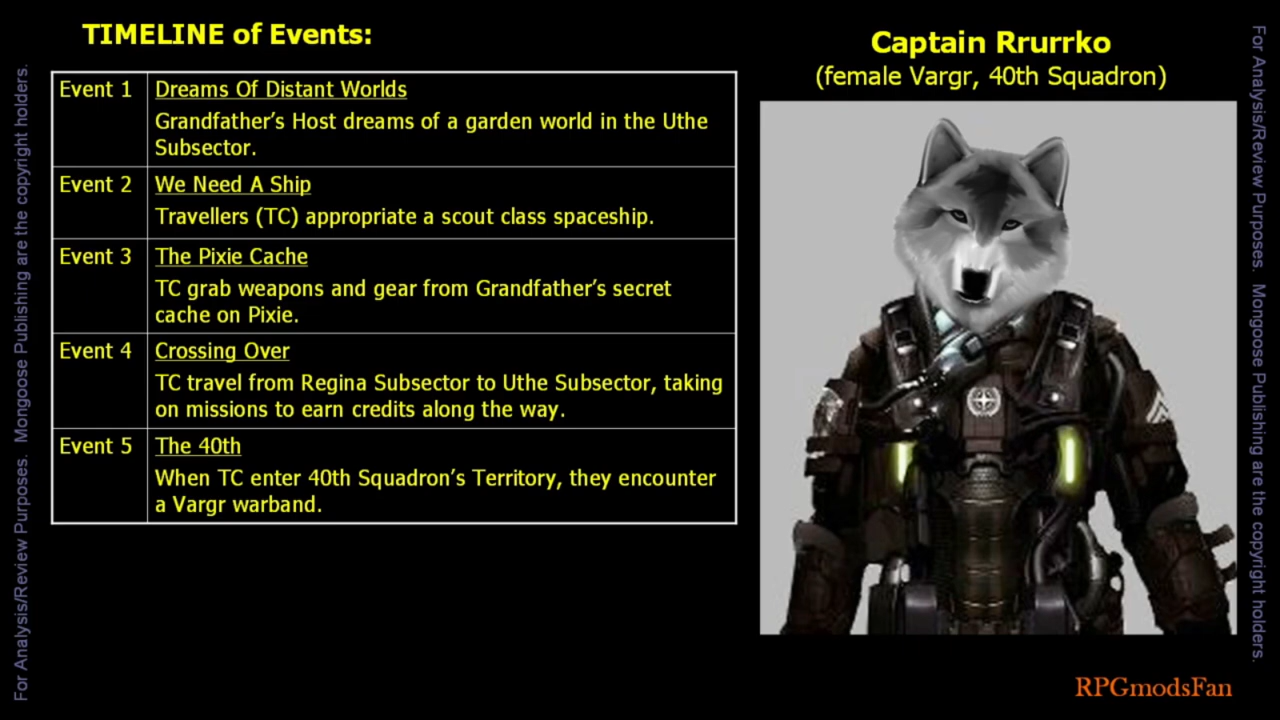 TIMELINE of Events:
Event 1
Dreams Of Distant Worlds
Grandfather's Host dreams of a garden world in the Uthe
Subsector.
Event 2
We Need A Ship
Travellers (TC) appropriate a scout class spaceship.
Event 3
The Pixie Cache
TC grab weapons and gear from Grandfather's secret
cache on Pixie.
Event 4
Crossing Over
TC travel from Regina Subsector to Uthe Subsector, taking
on missions to earn credits along the way.
Event 5
The 40th
When TC enter 40th Squadron's Territory, they encounter
a Vargr warband.
Captain Rrurrko
(female Vargr, 40th Squadron)
RPGmodsFan
For Analysis/Review Purposes. Mongoose Publishing are the copyright holders.
For Analysis/Review Purposes. Mongoose Publishing are the copyright holders.